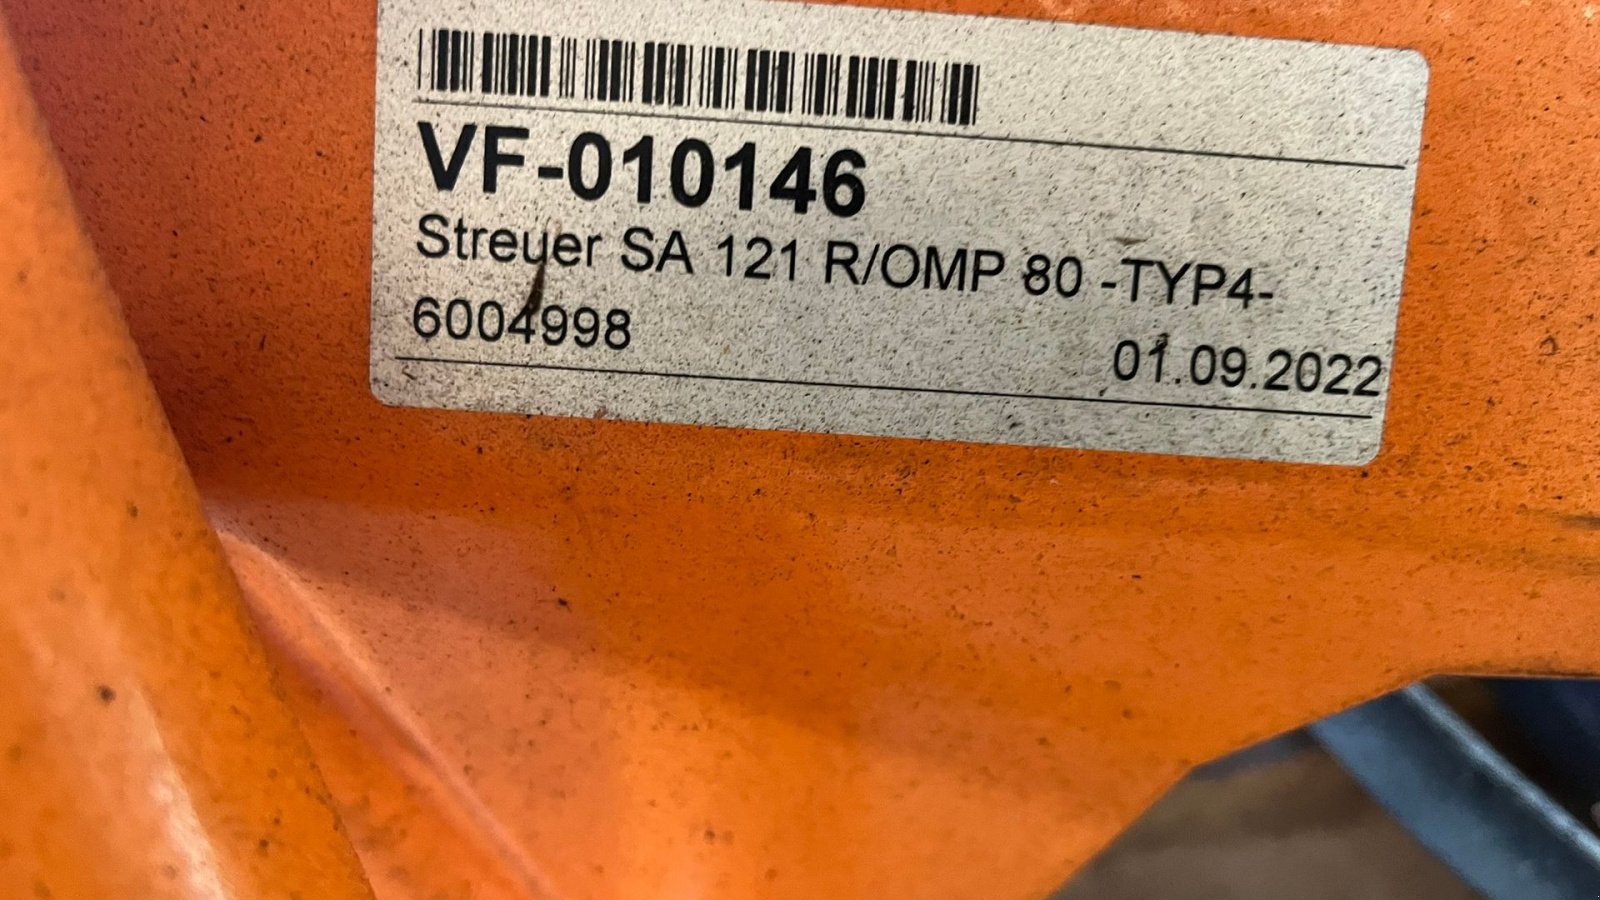 VF-010146
Streuer SA 121 R/OMP 80 -TYP4-
6004998
01.09.2022